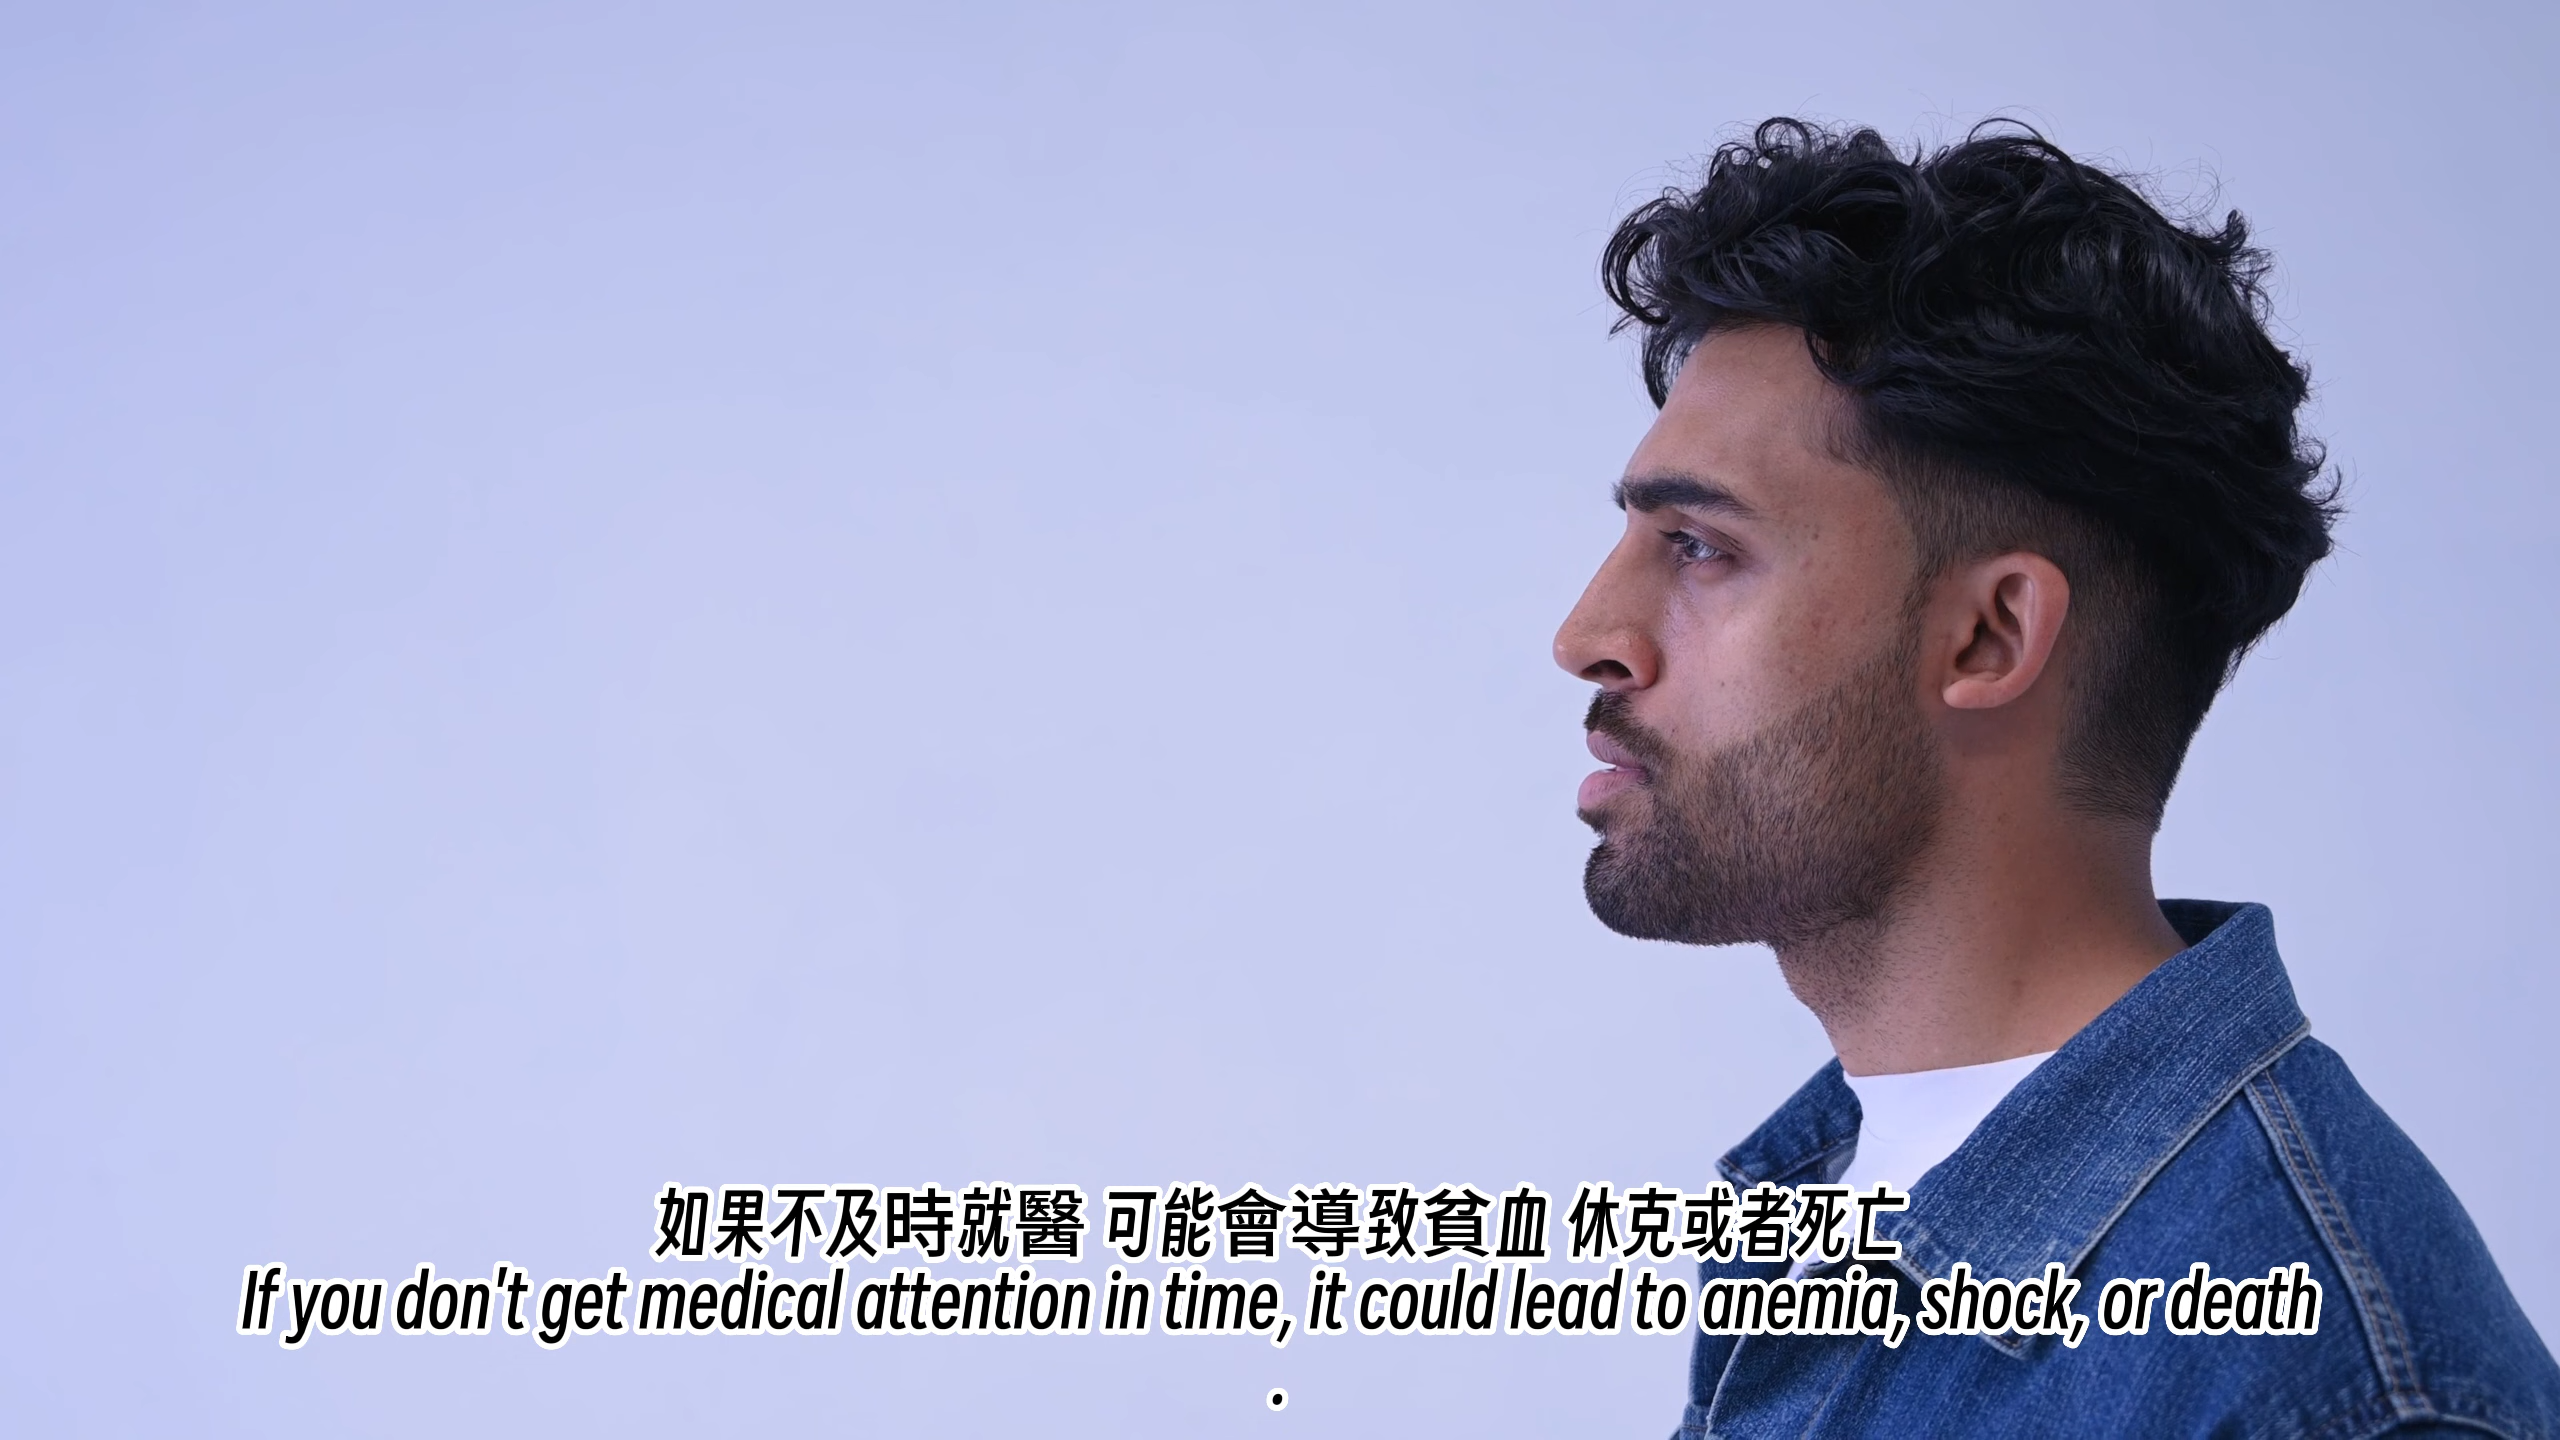 如果不及時就醫 可能會導致貧血 休克或者死亡
If you don't get medical attention in time, it could lead to anemia, shock, or death
.